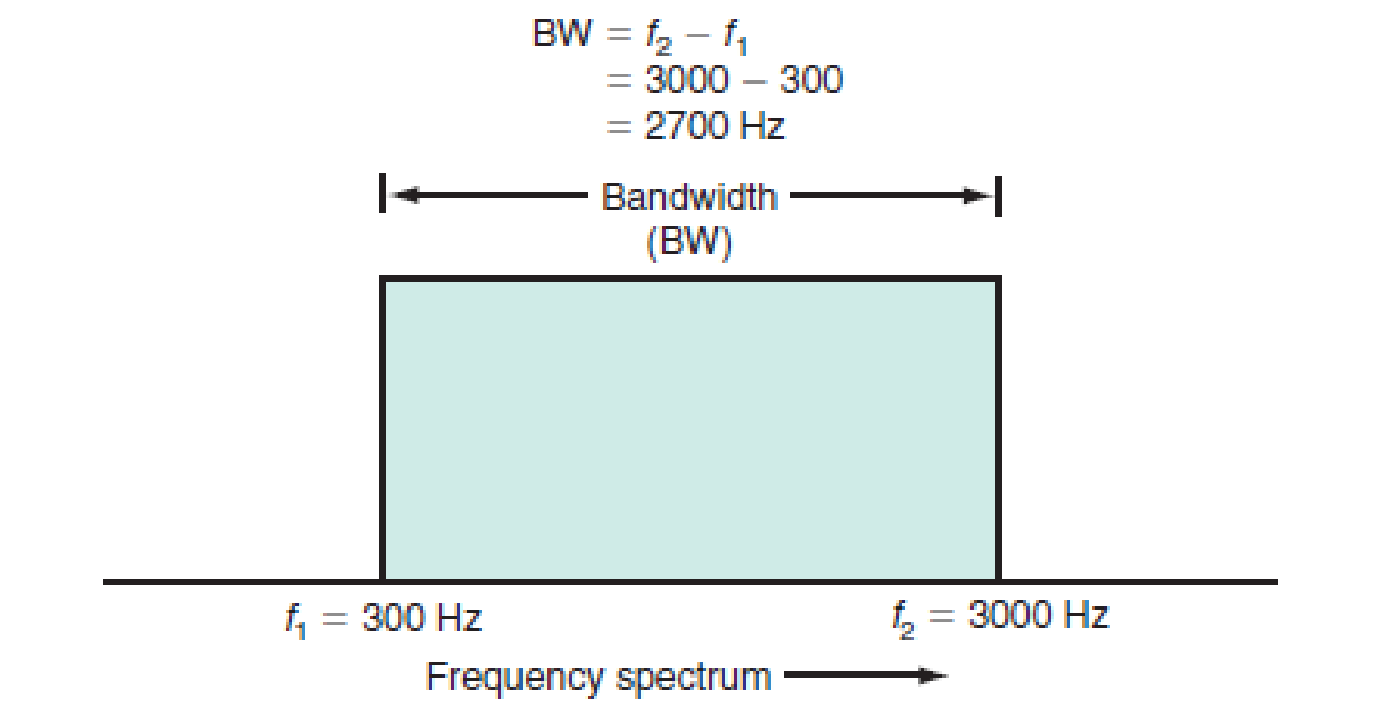 BW = f₂ − f₁
= 3000 − 300
= 2700 Hz
Bandwidth
(BW)
f₁ = 300 Hz
f₂ = 3000 Hz
Frequency spectrum